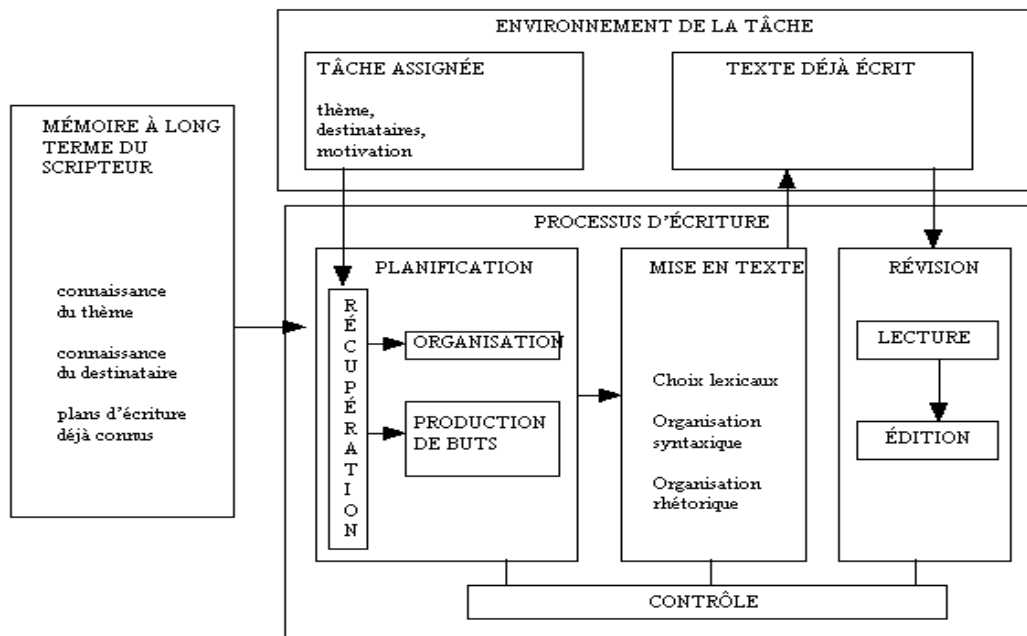 ENVIRONNEMENT DE LA TÂCHE
TÂCHE ASSIGNÉE
thème,
destinataires,
motivation
TEXTE DÉJÀ ÉCRIT
MÉMOIRE À LONG
TERME DU
SCRIPTEUR
connaissance
du thème
connaissance
du destinataire
plans d'écriture
déjà connus
PROCESSUS D'ÉCRITURE
PLANIFICATION
RÉCUPÉRATION
ORGANISATION
PRODUCTION
DE BUTS
MISE EN TEXTE
Choix lexicaux
Organisation
syntaxique
Organisation
rhétorique
RÉVISION
LECTURE
ÉDITION
CONTRÔLE